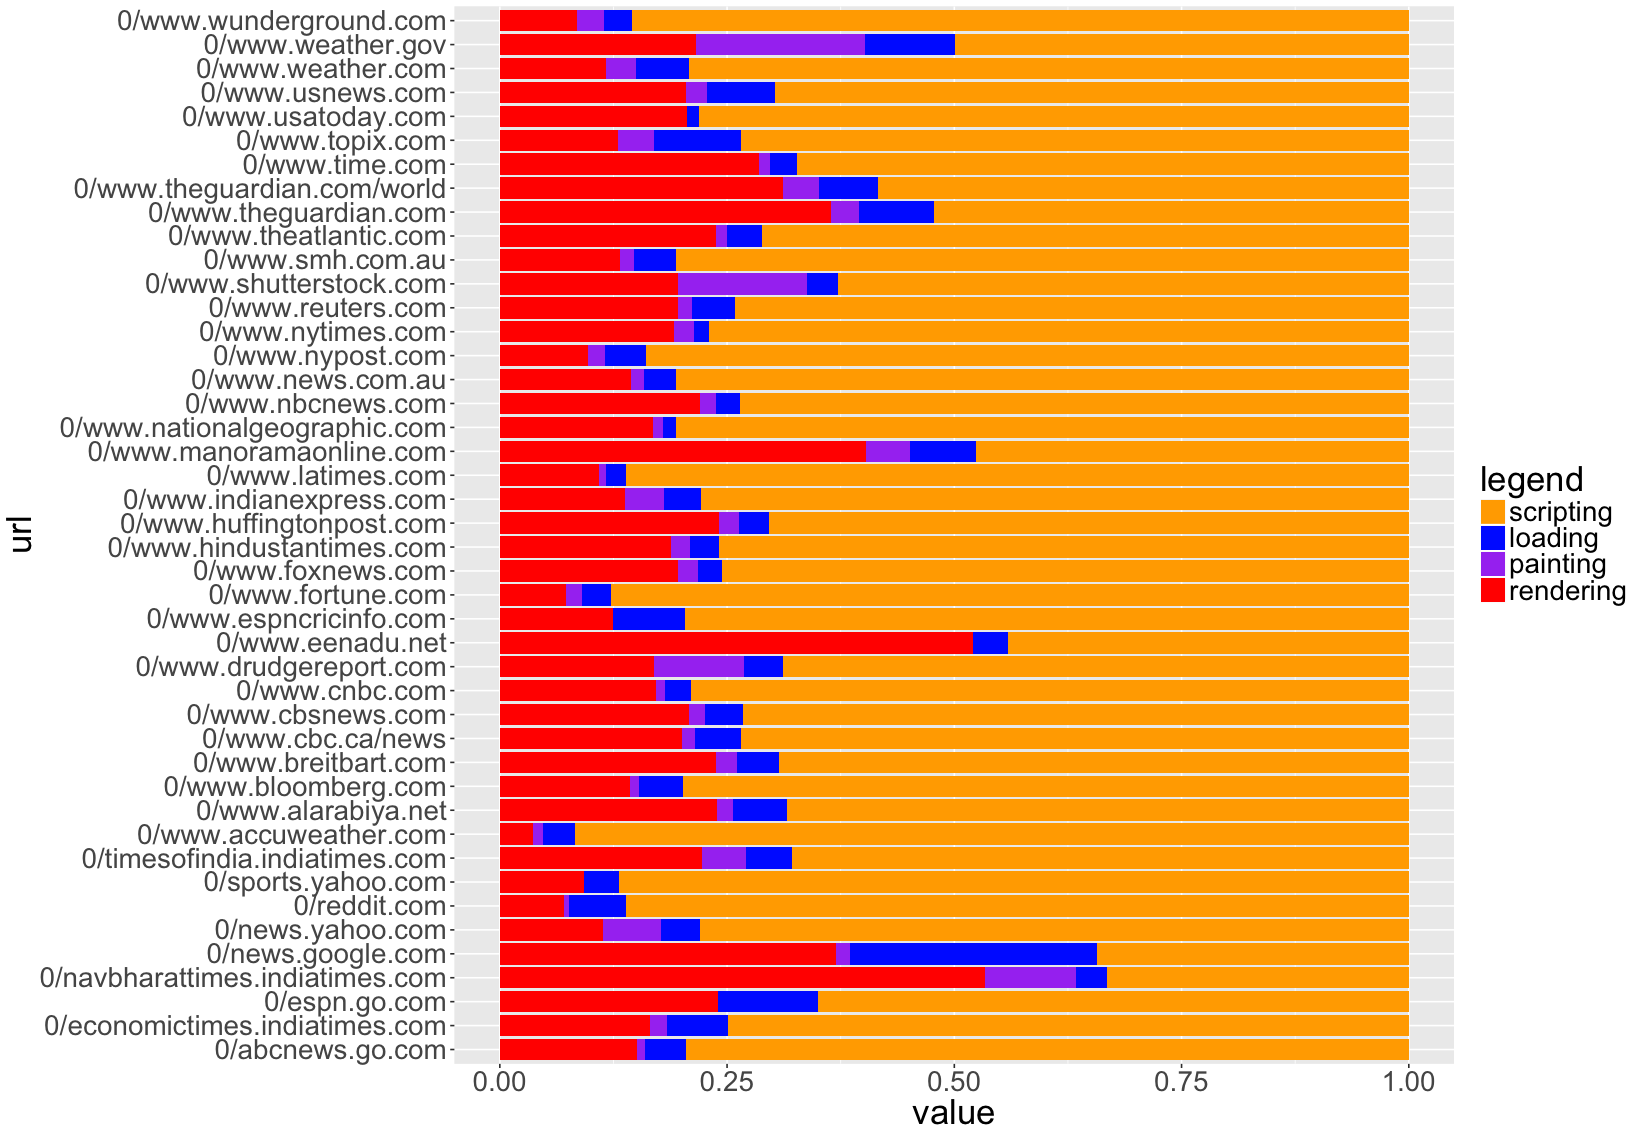 0/www.wunderground.com
0/www.weather.gov
0/www.weather.com
0/www.usnews.com
0/www.usatoday.com
0/www.topix.com
0/www.time.com
0/www.theguardian.com/world
0/www.theguardian.com
0/www.theatlantic.com
0/www.smh.com.au
0/www.shutterstock.com
0/www.reuters.com
0/www.nytimes.com
0/www.nypost.com
0/www.news.com.au
0/www.nbcnews.com
0/www.nationalgeographic.com
0/www.manoramaonline.com
0/www.latimes.com
0/www.indianexpress.com
0/www.huffingtonpost.com
0/www.hindustantimes.com
0/www.foxnews.com
0/www.fortune.com
0/www.espncricinfo.com
0/www.eenadu.net
0/www.drudgereport.com
0/www.cnbc.com
0/www.cbsnews.com
0/www.cbc.ca/news
0/www.breitbart.com
0/www.bloomberg.com
0/www.alarabiya.net
0/www.accuweather.com
0/timesofindia.indiatimes.com
0/sports.yahoo.com
0/reddit.com
0/news.yahoo.com
0/news.google.com
0/navbharattimes.indiatimes.com
0/espn.go.com
0/economictimes.indiatimes.com
0/abcnews.go.com
url
0.00 0.25 0.50 0.75 1.00
value
legend
scripting
loading
painting
rendering